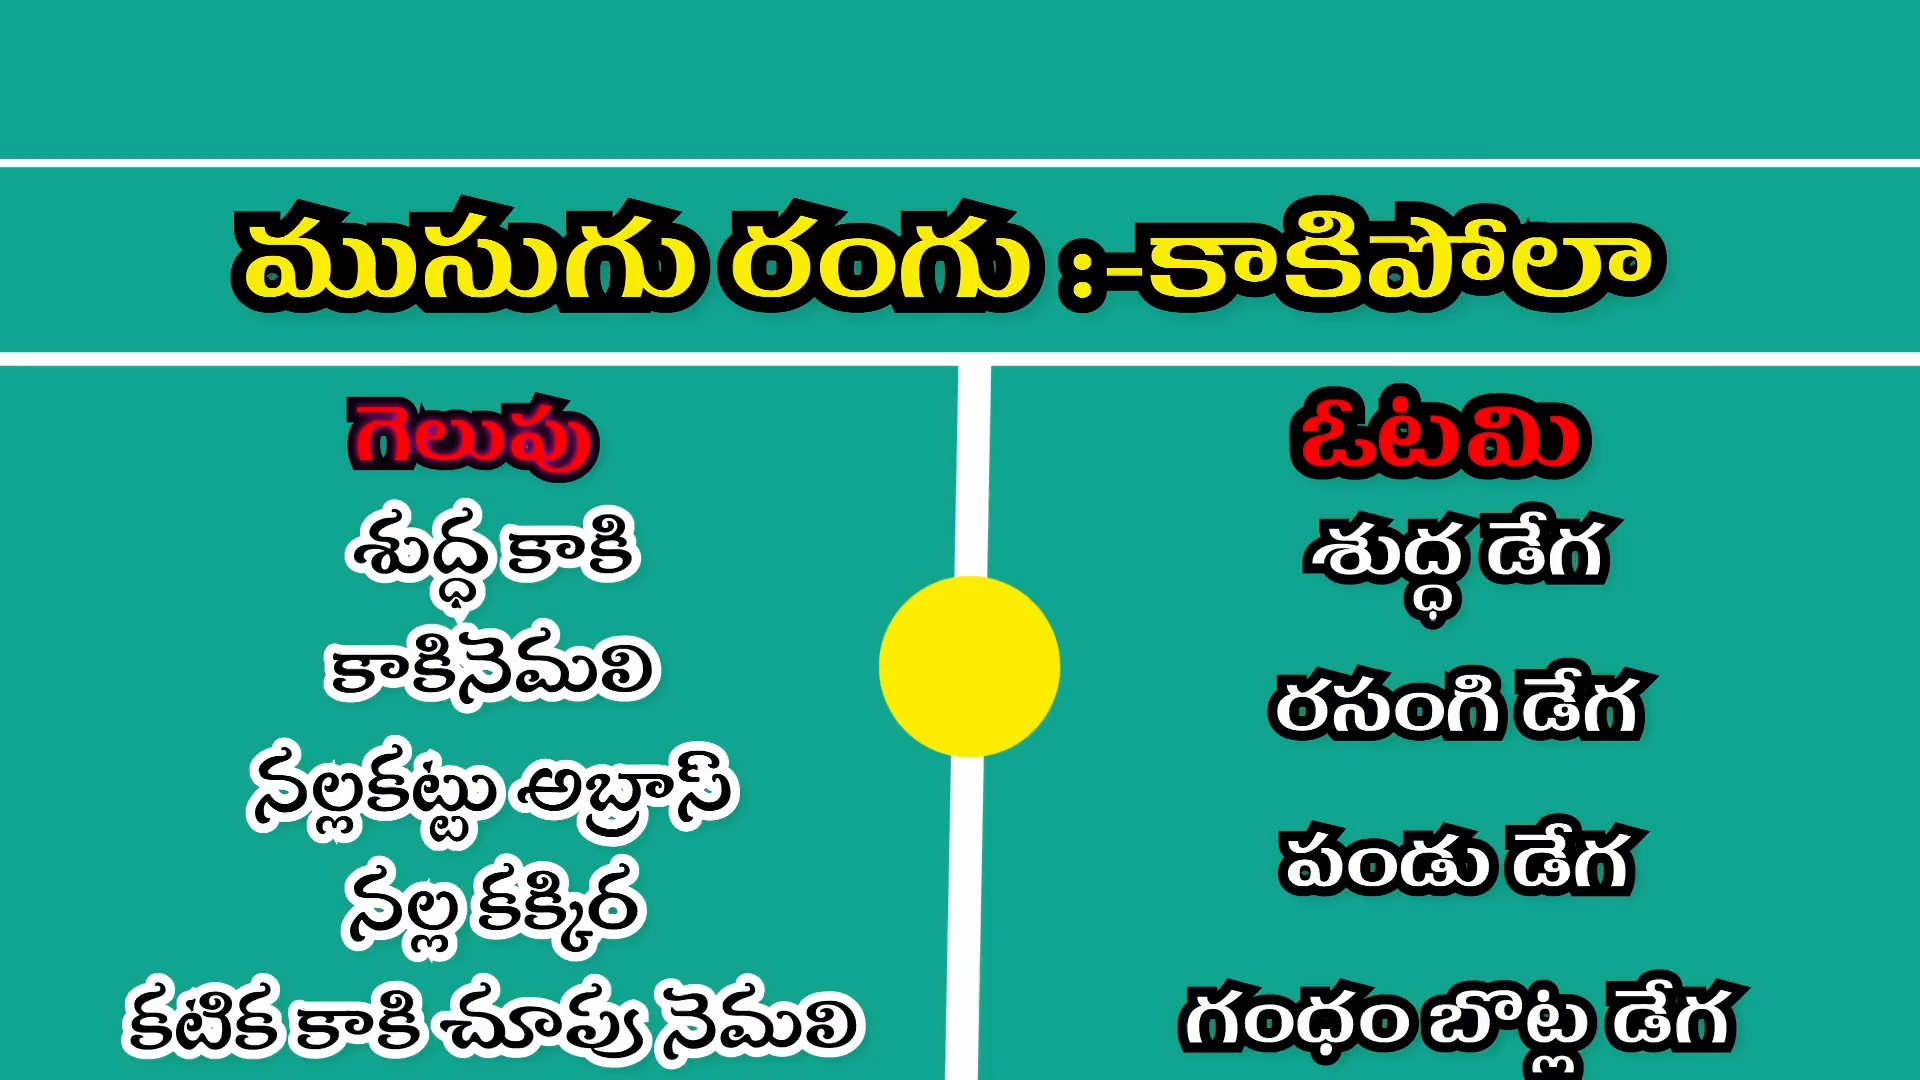 ముసుగు రంగు :-కాకిపోలా
గెలుపు
శుద్ధ కాకి
కాకినెమలి
నల్లకట్టు అబ్రాస్
నల్ల కక్కిర
కటిక కాకి చూపు నెమలి
ఓటమి
శుద్ధ డేగ
రసంగి డేగ
పండు డేగ
గంధం బొట్ల డేగ